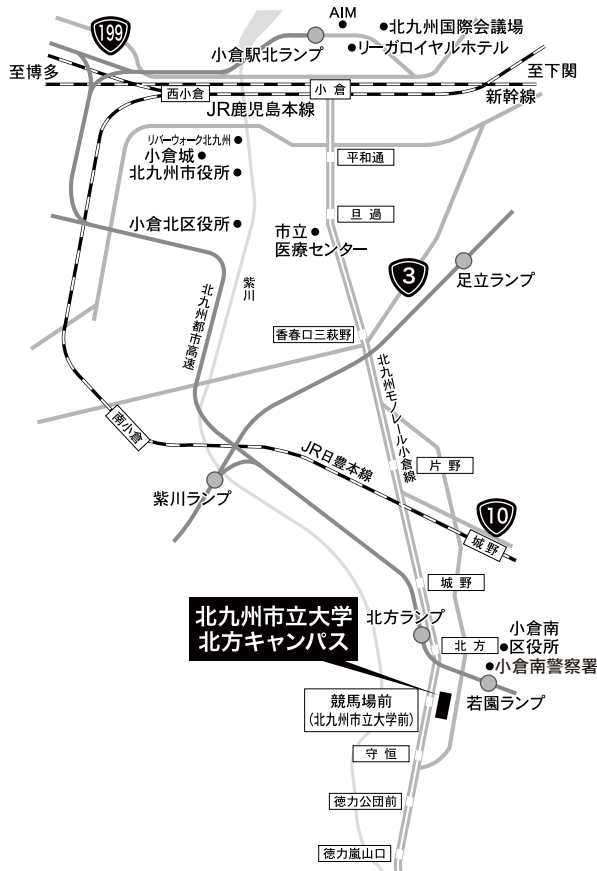 199
AIM
北九州国際会議場
小倉駅北ランプ
リーガロイヤルホテル
至博多
至下関
西小倉
小倉
新幹線
JR鹿児島本線
リバーウォーク北九州
小倉城
北九州市役所
平和通
小倉北区役所
旦過
市立
医療センター
3
足立ランプ
紫川
北九州都市高速
香春口三萩野
北九州モノレール小倉線
南小倉
JR日豊本線
片野
紫川ランプ
10
城野
城野
北九州市立大学
北方キャンパス
北方ランプ
北方
小倉南
区役所
小倉南警察署
若園ランプ
競馬場前
(北九州市立大学前)
守恒
徳力公団前
徳力嵐山口